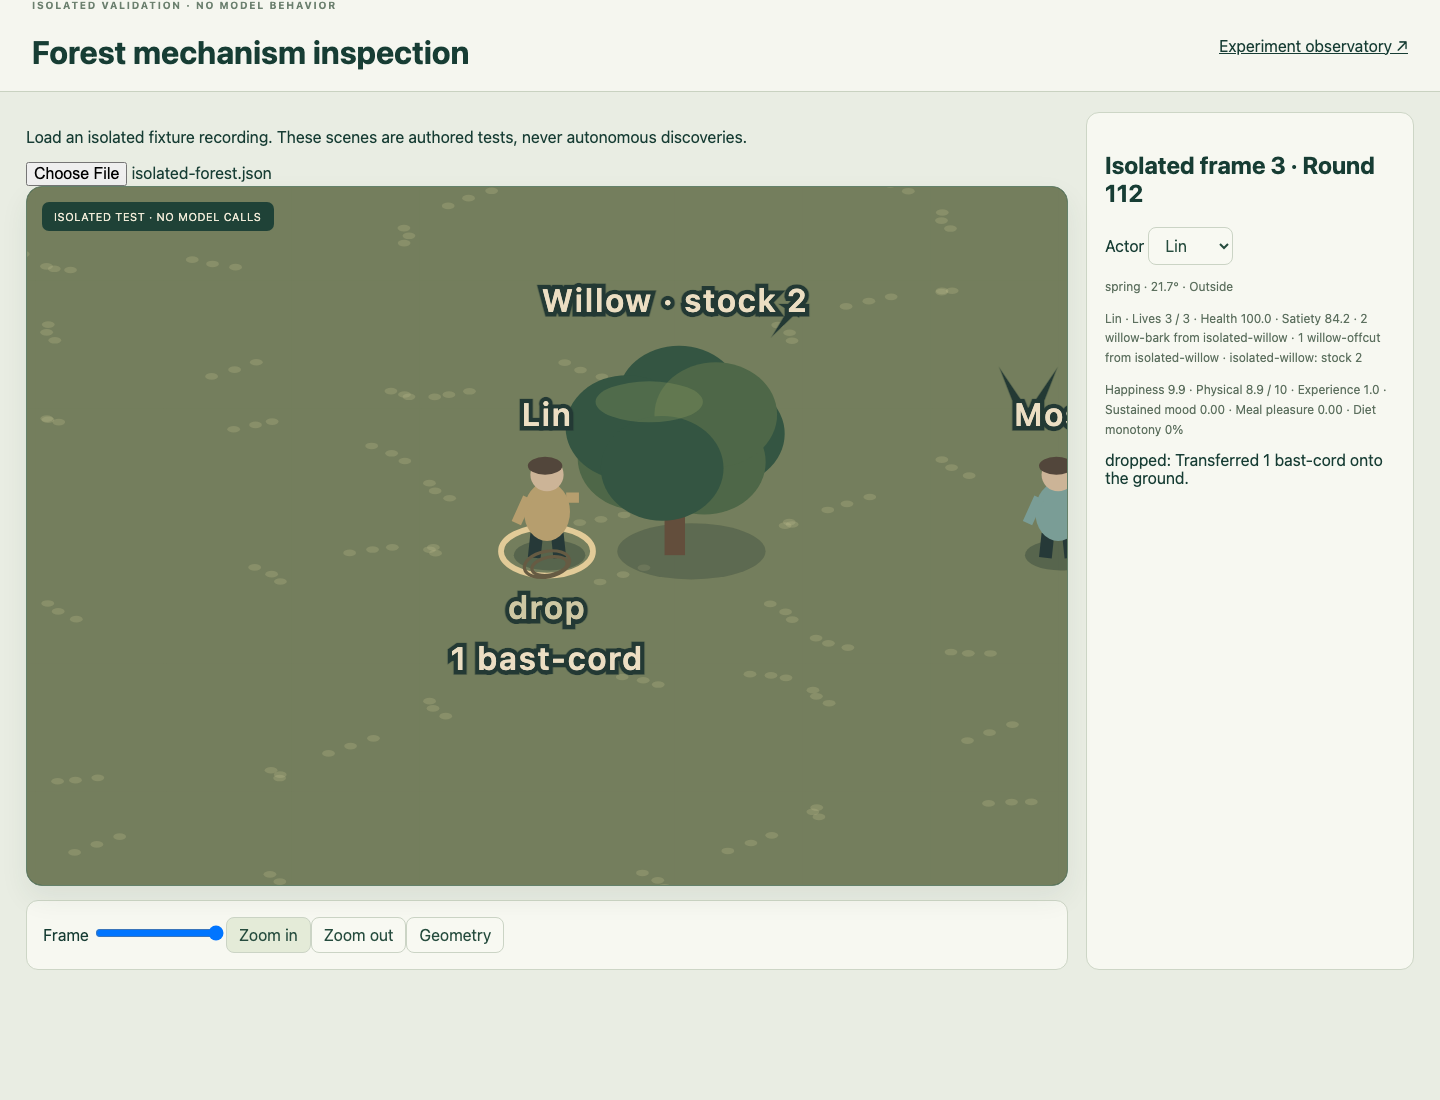 ISOLATED VALIDATION · NO MODEL BEHAVIOR
Forest mechanism inspection
Experiment observatory ↗
Load an isolated fixture recording. These scenes are authored tests, never autonomous discoveries.
Choose File isolated-forest.json
ISOLATED TEST · NO MODEL CALLS
Willow · stock 2
Lin
drop
1 bast-cord
Frame
Zoom in
Zoom out
Geometry
Isolated frame 3 · Round
112
Actor Lin
spring · 21.7° · Outside
Lin · Lives 3 / 3 · Health 100.0 · Satiety 84.2 · 2
willow-bark from isolated-willow · 1 willow-offcut
from isolated-willow · isolated-willow: stock 2
Happiness 9.9 · Physical 8.9 / 10 · Experience 1.0 ·
Sustained mood 0.00 · Meal pleasure 0.00 · Diet
monotony 0%
dropped: Transferred 1 bast-cord onto
the ground.